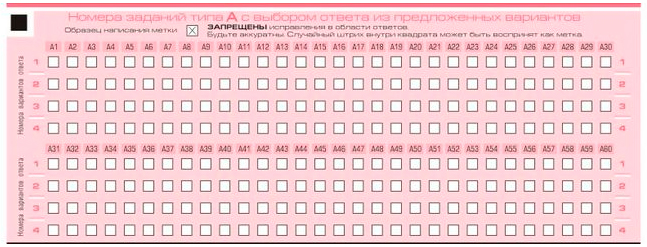 Номера заданий типа А с выбором ответа из предложенных вариантов
Образец написания метки
ЗАПРЕЩЕНЫ исправления в области ответов.
Будьте аккуратны. Случайный штрих внутри квадрата может быть воспринят как метка.
Номера вариантов ответа
A1 A2 A3 A4 A5 A6 A7 A8 A9 A10 A11 A12 A13 A14 A15 A16 A17 A18 A19 A20 A21 A22 A23 A24 A25 A26 A27 A28 A29 A30
1 1
2 2
3 3
4 4
Номера вариантов ответа
A31 A32 A33 A34 A35 A36 A37 A38 A39 A40 A41 A42 A43 A44 A45 A46 A47 A48 A49 A50 A51 A52 A53 A54 A55 A56 A57 A58 A59 A60
1 1
2 2
3 3
4 4